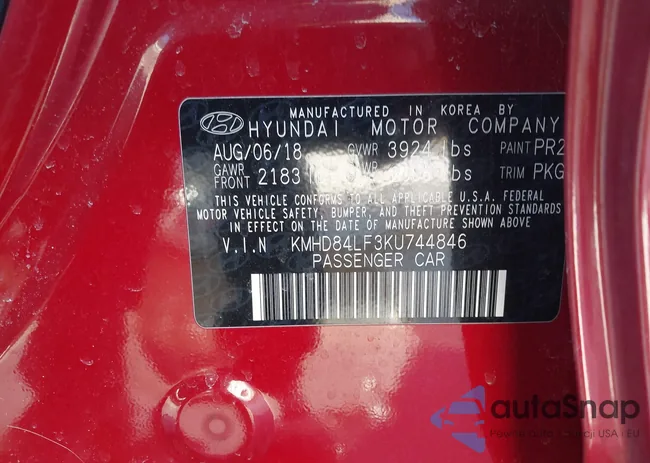 MANUFACTURED IN KOREA BY
HYUNDAI MOTOR COMPANY
AUG/06/18 GVWR 3924 lbs PAINT PR2
GAWR FRONT 2183 lbs TRIM PKG
THIS VEHICLE CONFORMS TO ALL APPLICABLE U.S.A. FEDERAL
MOTOR VEHICLE SAFETY, BUMPER, AND THEFT PREVENTION STANDARDS
IN EFFECT ON THE DATE OF MANUFACTURE SHOWN ABOVE
V.I.N KMHD84LF3KU744846
PASSENGER CAR
autoSnap